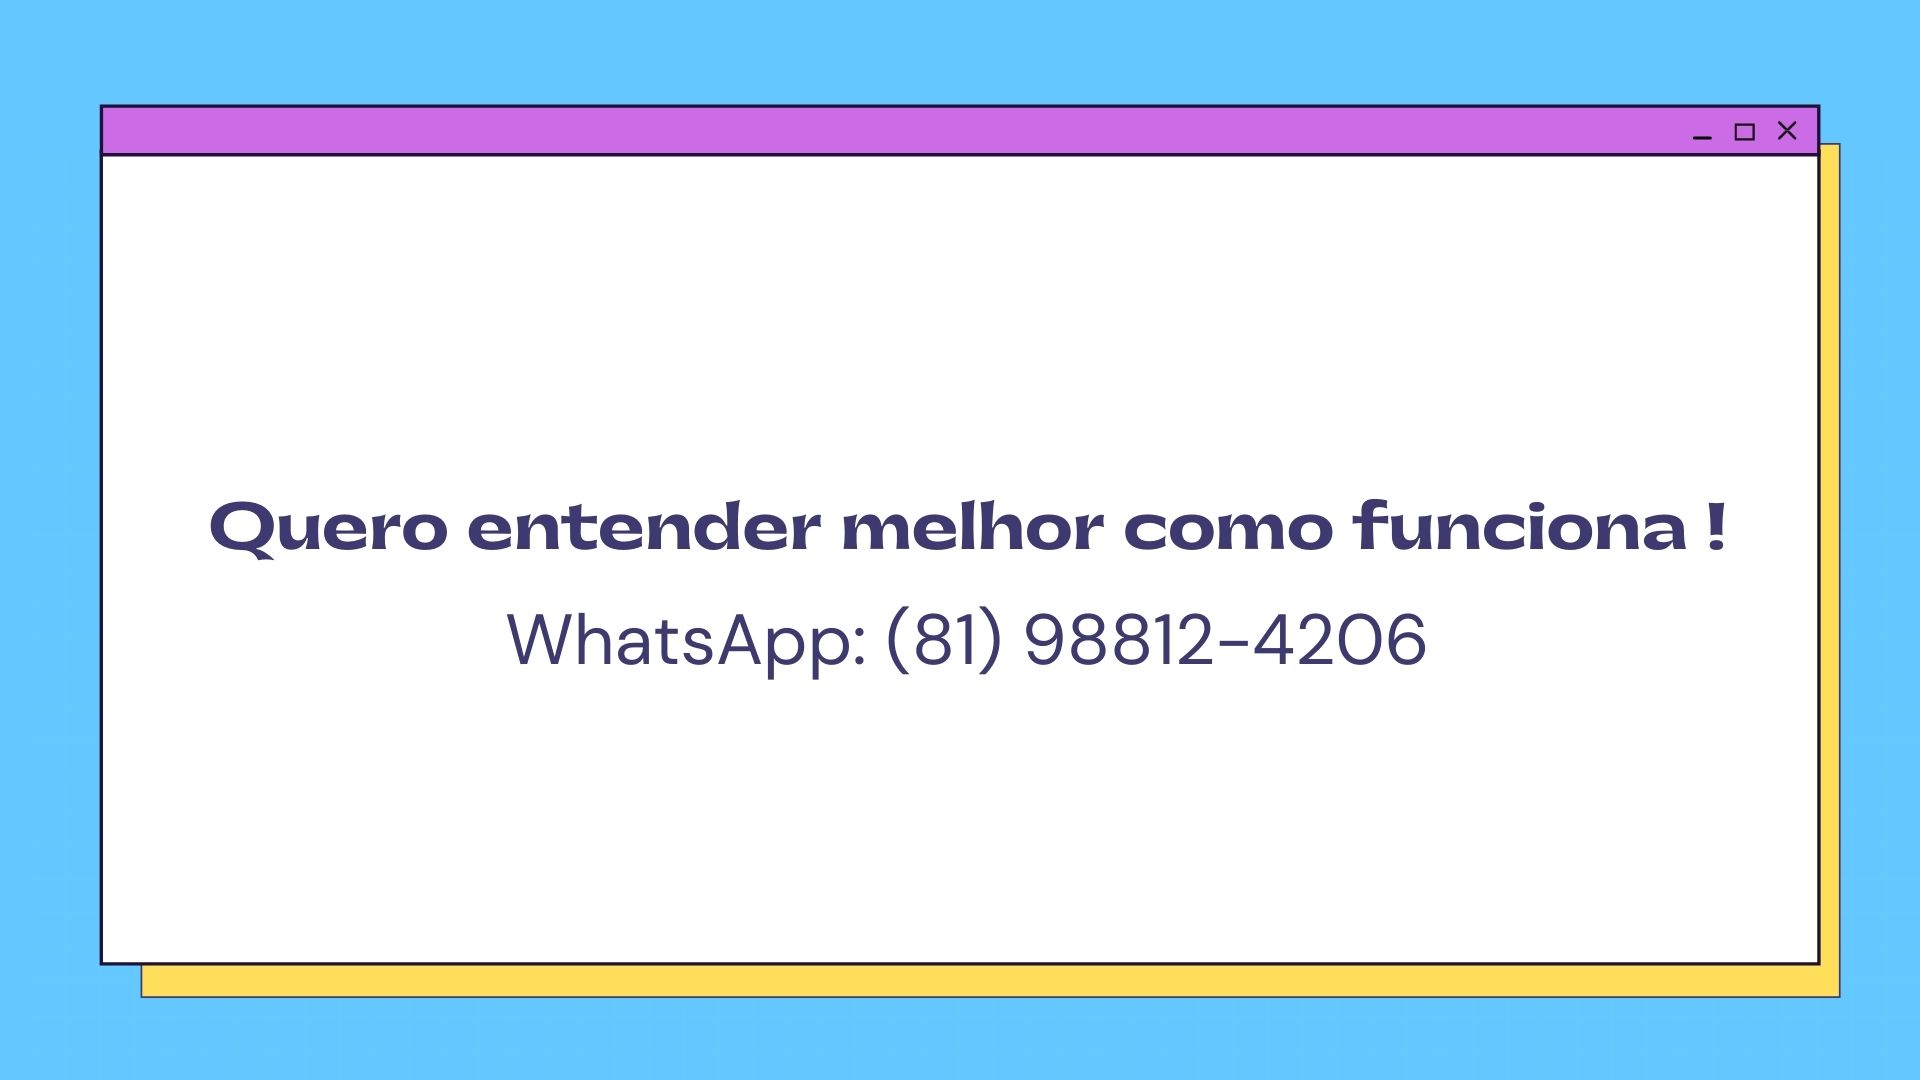 Quero entender melhor como funciona !
WhatsApp: (81) 98812-4206